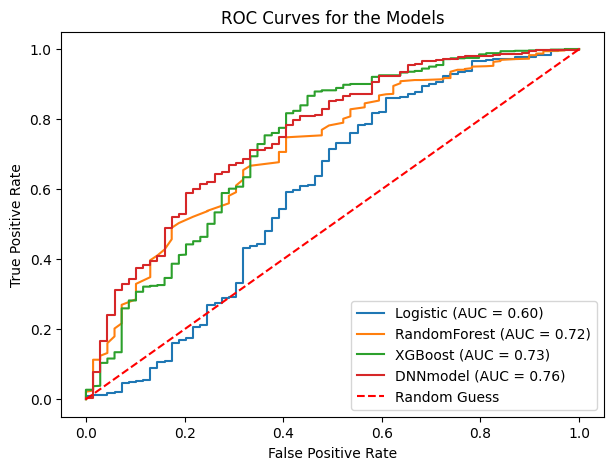 ROC Curves for the Models
True Positive Rate
1.0
0.8
0.6
0.4
0.2
0.0
Logistic (AUC = 0.60)
RandomForest (AUC = 0.72)
XGBoost (AUC = 0.73)
DNNmodel (AUC = 0.76)
Random Guess
0.0
0.2
0.4
0.6
0.8
1.0
False Positive Rate